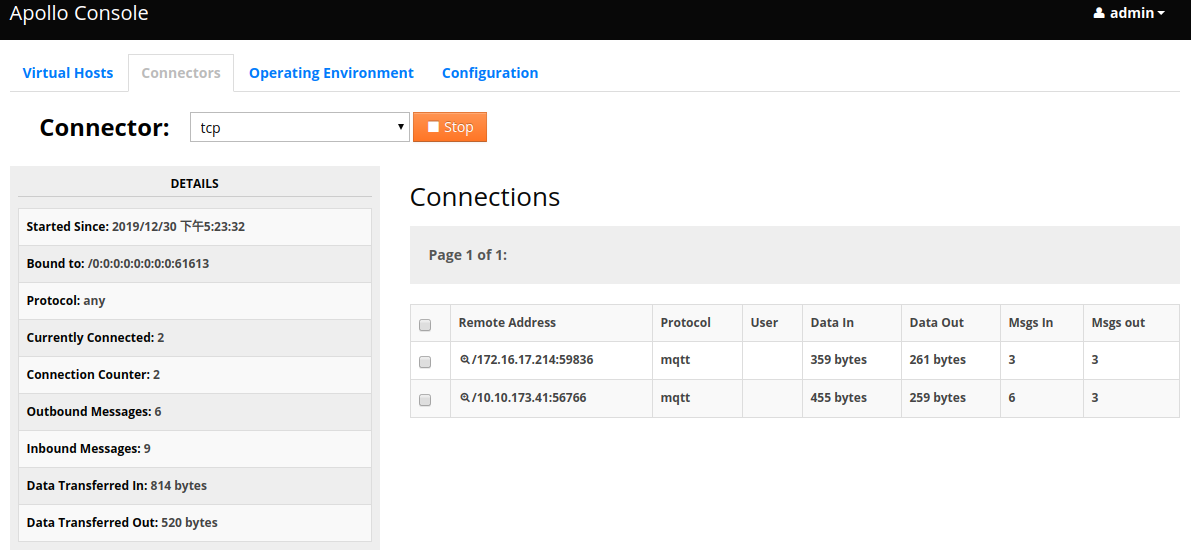 Apollo Console
admin
Virtual Hosts Connectors Operating Environment Configuration
Connector: tcp Stop
DETAILS
Started Since: 2019/12/30 下午5:23:32
Bound to: /0:0:0:0:0:0:0:0:61613
Protocol: any
Currently Connected: 2
Connection Counter: 2
Outbound Messages: 6
Inbound Messages: 9
Data Transferred In: 814 bytes
Data Transferred Out: 520 bytes
Connections
Page 1 of 1:
Remote Address Protocol User Data In Data Out Msgs In Msgs out
/172.16.17.214:59836 mqtt 359 bytes 261 bytes 3 3
/10.10.173.41:56766 mqtt 455 bytes 259 bytes 6 3